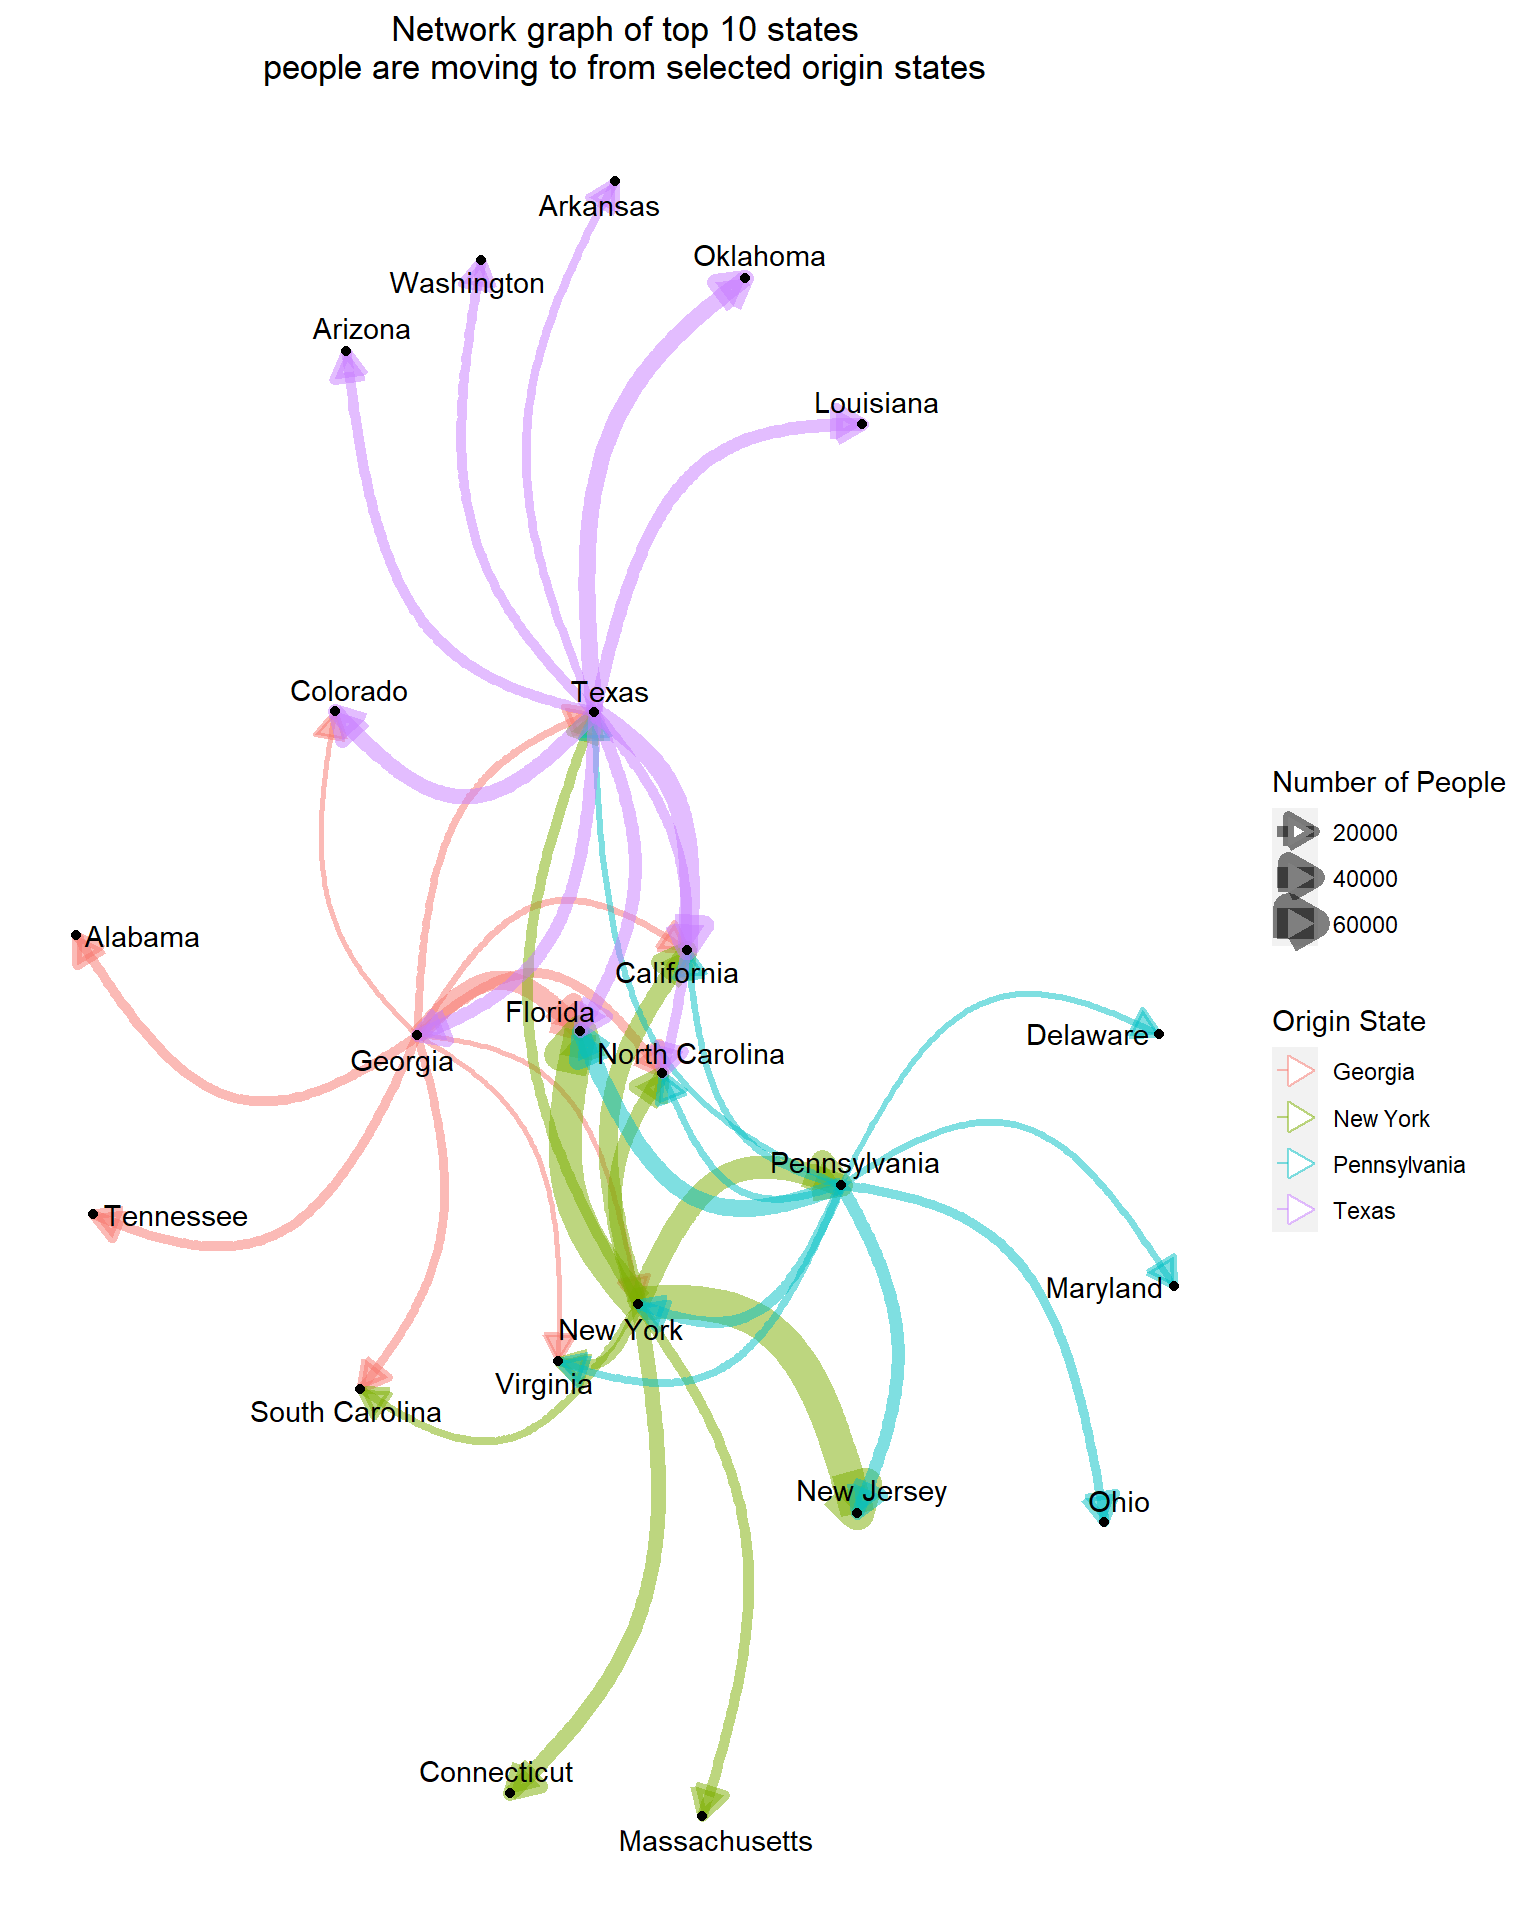 Network graph of top 10 states
people are moving to from selected origin states
Arkansas
Oklahoma
Washington
Arizona
Louisiana
Colorado
Texas
Number of People
20000
40000
60000
Alabama
California
Florida
Origin State
Delaware
North Carolina
Georgia
Georgia
New York
Pennsylvania
Pennsylvania
Texas
Tennessee
Maryland
New York
Virginia
South Carolina
New Jersey
Ohio
Connecticut
Massachusetts